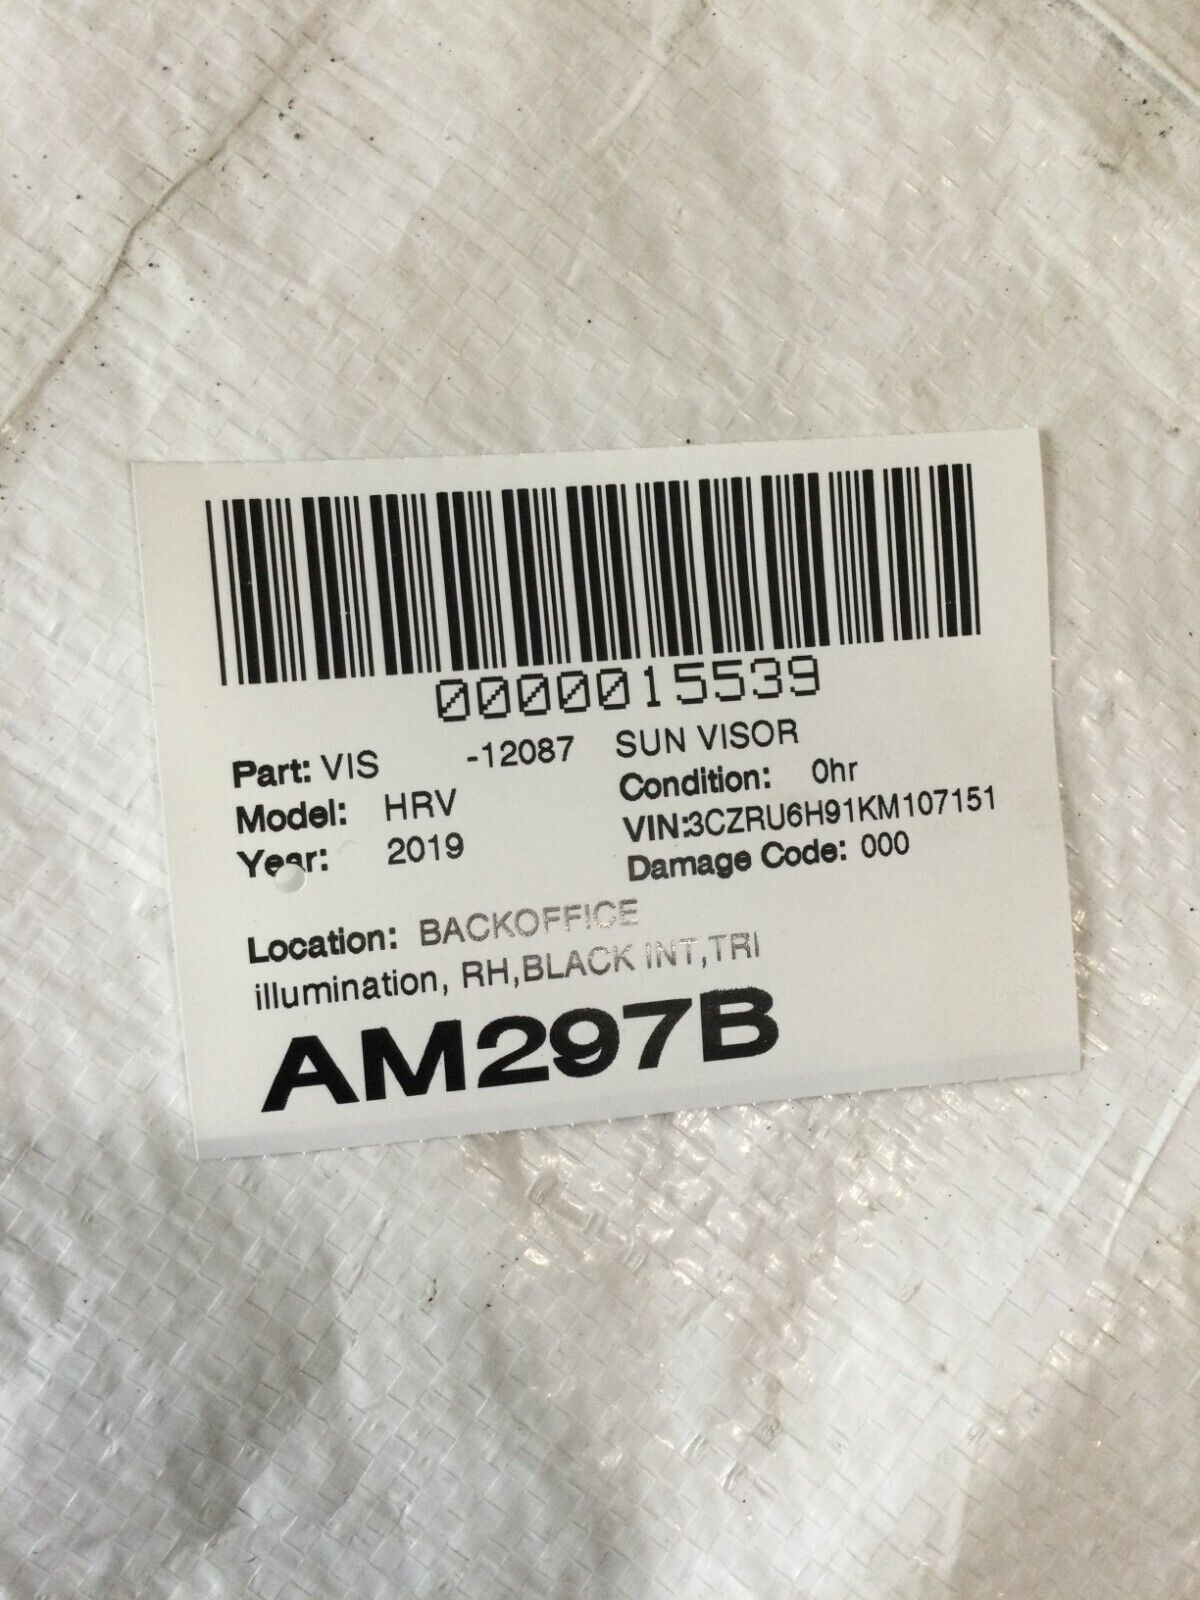 0000015539
Part: VIS -12087 SUN VISOR
Model: HRV Condition: 0hr
Year: 2019 VIN:3CZRU6H91KM107151
Damage Code: 000
Location: BACKOFFICE
illumination, RH,BLACK INT,TRI
AM297B